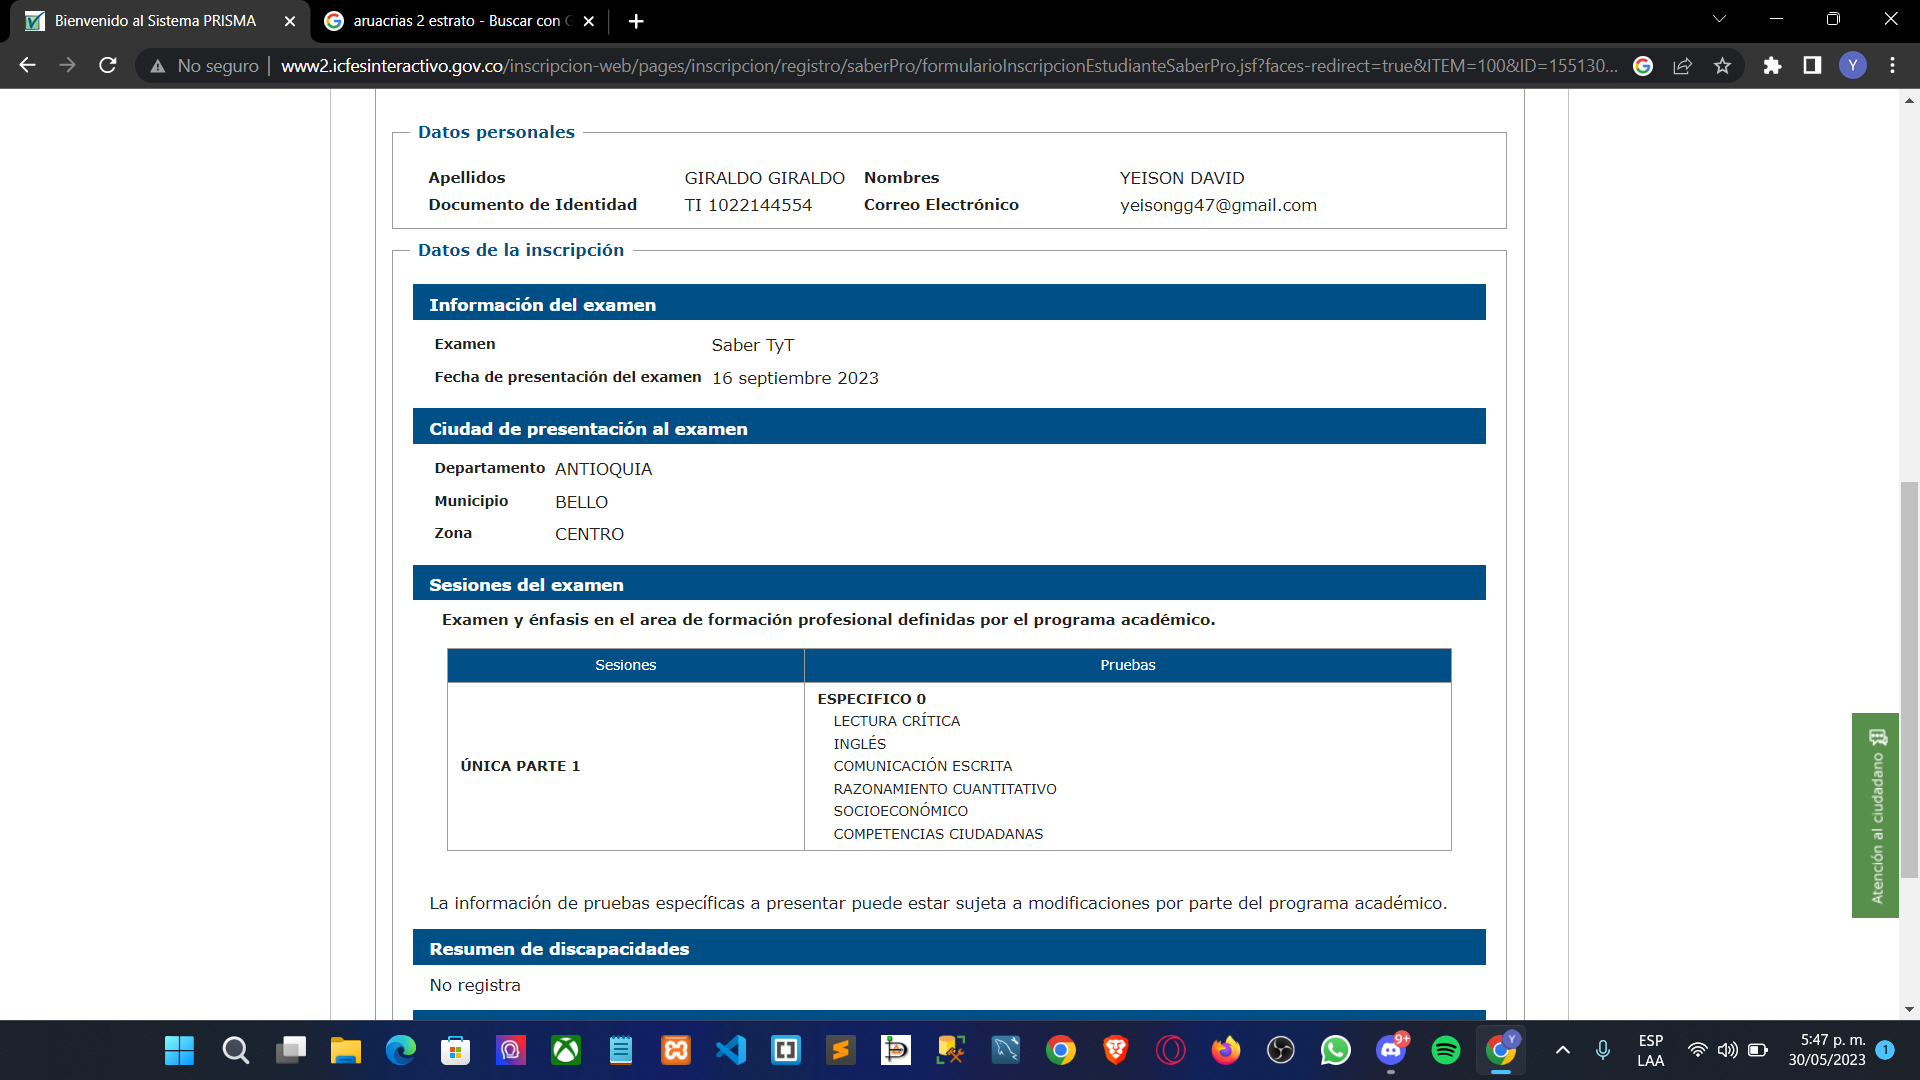 Bienvenido al Sistema PRISMA
aruacrias 2 estrato - Buscar con
No seguro
www2.icfesinteractivo.gov.co/inscripcion-web/pages/inscripcion/registro/saberPro/formularioInscripcionEstudianteSaberPro.jsf?faces-redirect=true&ITEM=100&ID=155130...
Y
Datos personales
Apellidos GIRALDO GIRALDO Nombres YEISON DAVID
Documento de Identidad TI 1022144554 Correo Electrónico yeisongg47@gmail.com
Datos de la inscripción
Información del examen
Examen Saber TyT
Fecha de presentación del examen 16 septiembre 2023
Ciudad de presentación al examen
Departamento ANTIOQUIA
Municipio BELLO
Zona CENTRO
Sesiones del examen
Examen y énfasis en el area de formación profesional definidas por el programa académico.
Sesiones Pruebas
ÚNICA PARTE 1
ESPECIFICO 0
LECTURA CRÍTICA
INGLÉS
COMUNICACIÓN ESCRITA
RAZONAMIENTO CUANTITATIVO
SOCIOECONÓMICO
COMPETENCIAS CIUDADANAS
Atención al ciudadano
La información de pruebas específicas a presentar puede estar sujeta a modificaciones por parte del programa académico.
Resumen de discapacidades
No registra
9+
Y
ESP
LAA
5:47 p. m.
30/05/2023
1